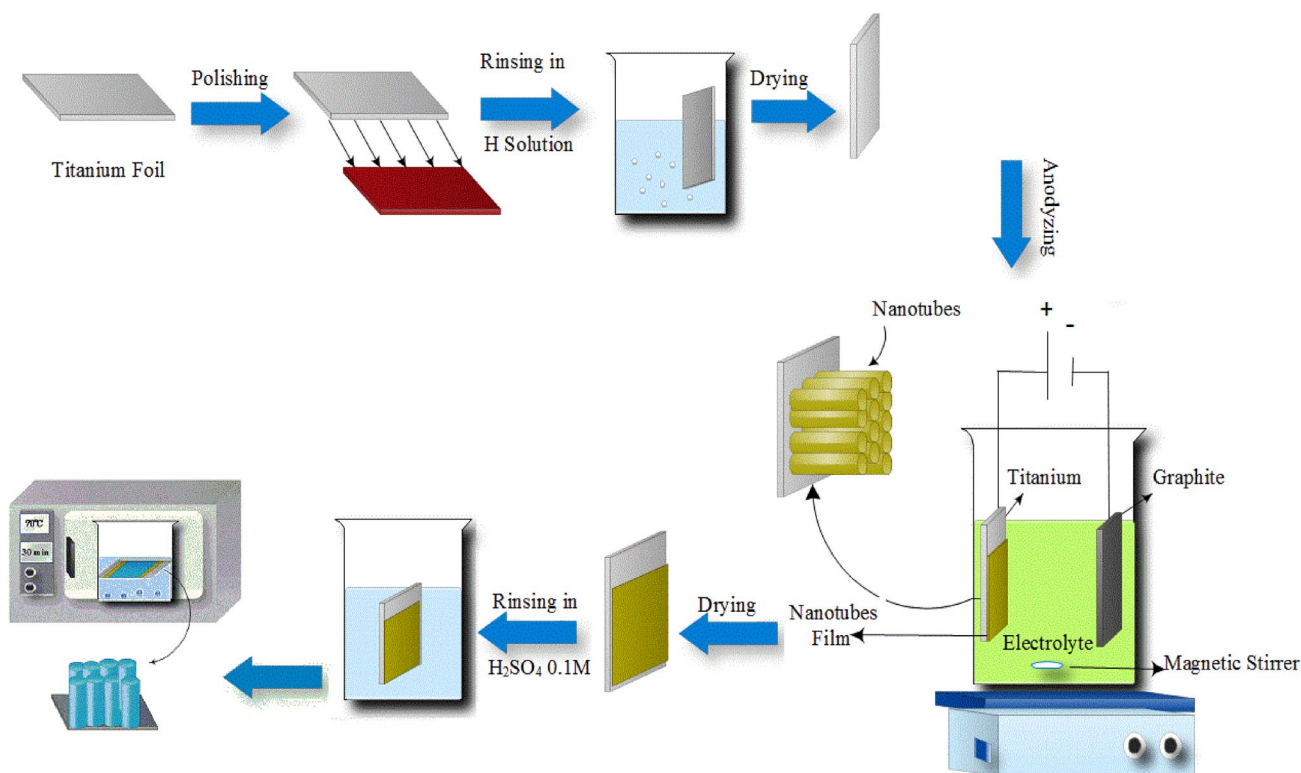 Titanium Foil
Polishing
Rinsing in
H Solution
Drying
Anodyzing
+
-
Nanotubes
Titanium
Graphite
Electrolyte
Magnetic Stirrer
Nanotubes
Film
Drying
Rinsing in
H₂SO₄ 0.1M
70°C
30 min